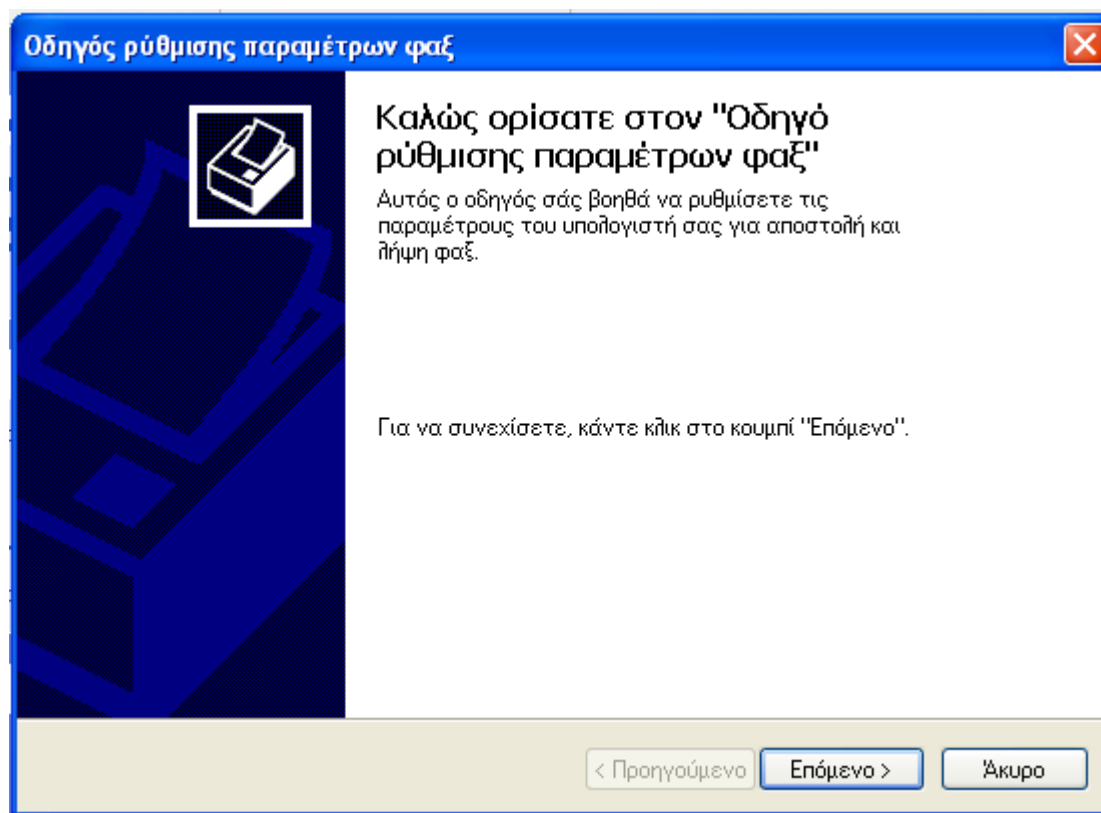 Οδηγός ρύθμισης παραμέτρων φαξ
Καλώς ορίσατε στον "Οδηγό
ρύθμισης παραμέτρων φαξ"
Αυτός ο οδηγός σάς βοηθά να ρυθμίσετε τις
παραμέτρους του υπολογιστή σας για αποστολή και
λήψη φαξ.
Για να συνεχίσετε, κάντε κλικ στο κουμπί "Επόμενο".
< Προηγούμενο
Επόμενο >
Άκυρο